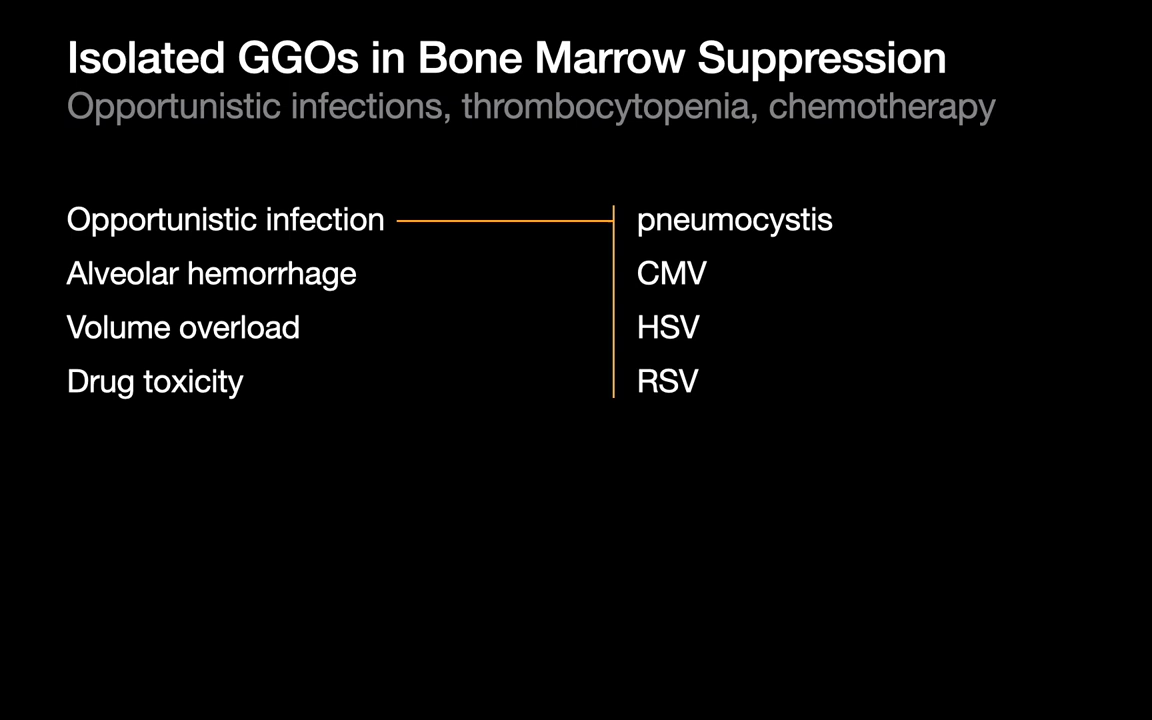 Isolated GGOs in Bone Marrow Suppression
Opportunistic infections, thrombocytopenia, chemotherapy
Opportunistic infection
Alveolar hemorrhage
Volume overload
Drug toxicity
pneumocystis
CMV
HSV
RSV